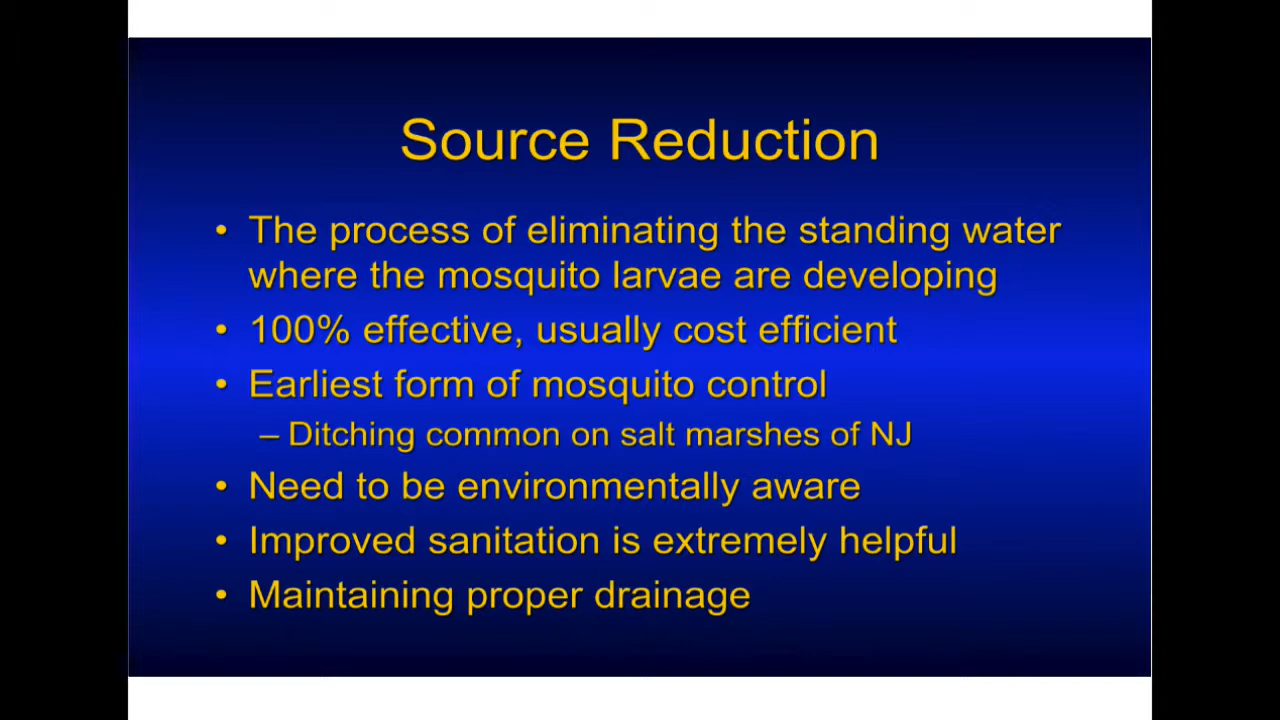 Source Reduction
• The process of eliminating the standing water
where the mosquito larvae are developing
• 100% effective, usually cost efficient
• Earliest form of mosquito control
– Ditching common on salt marshes of NJ
• Need to be environmentally aware
• Improved sanitation is extremely helpful
• Maintaining proper drainage